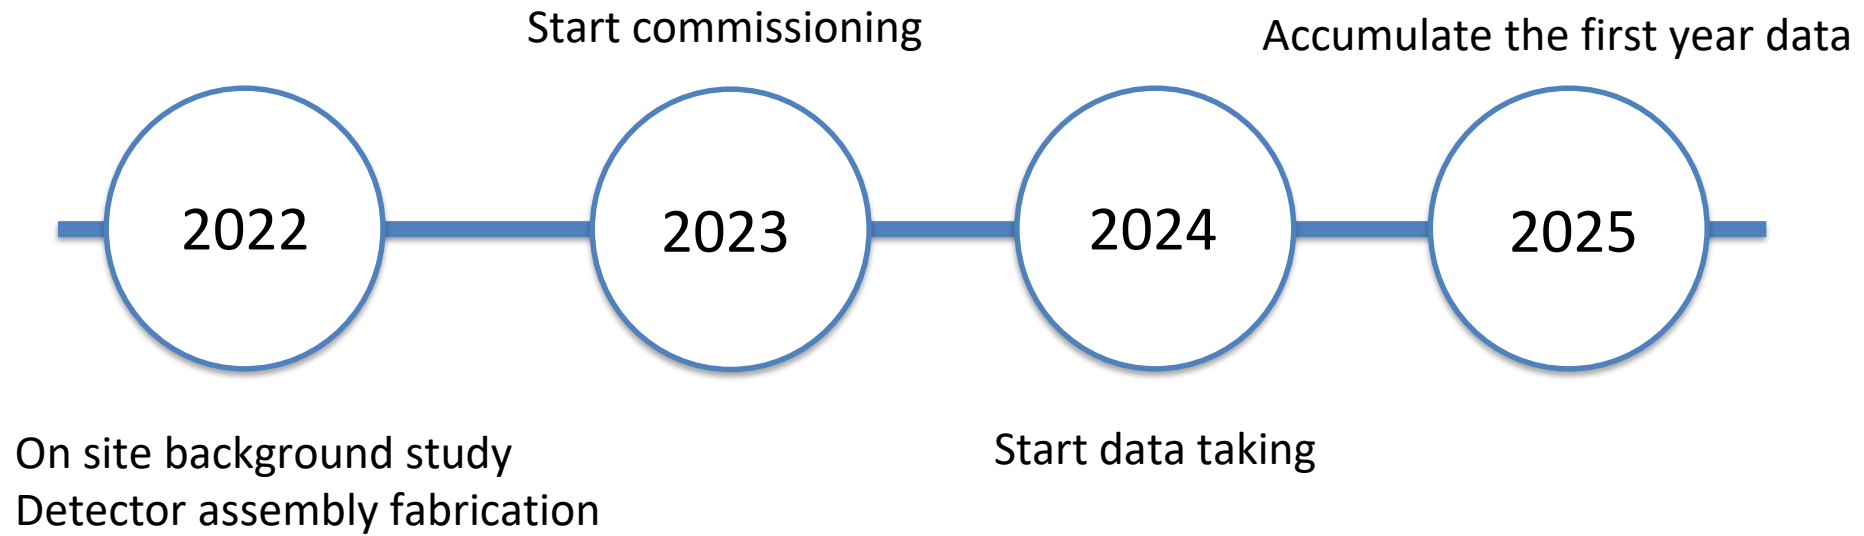 Start commissioning
Accumulate the first year data
2022
2023
2024
2025
On site background study
Detector assembly fabrication
Start data taking